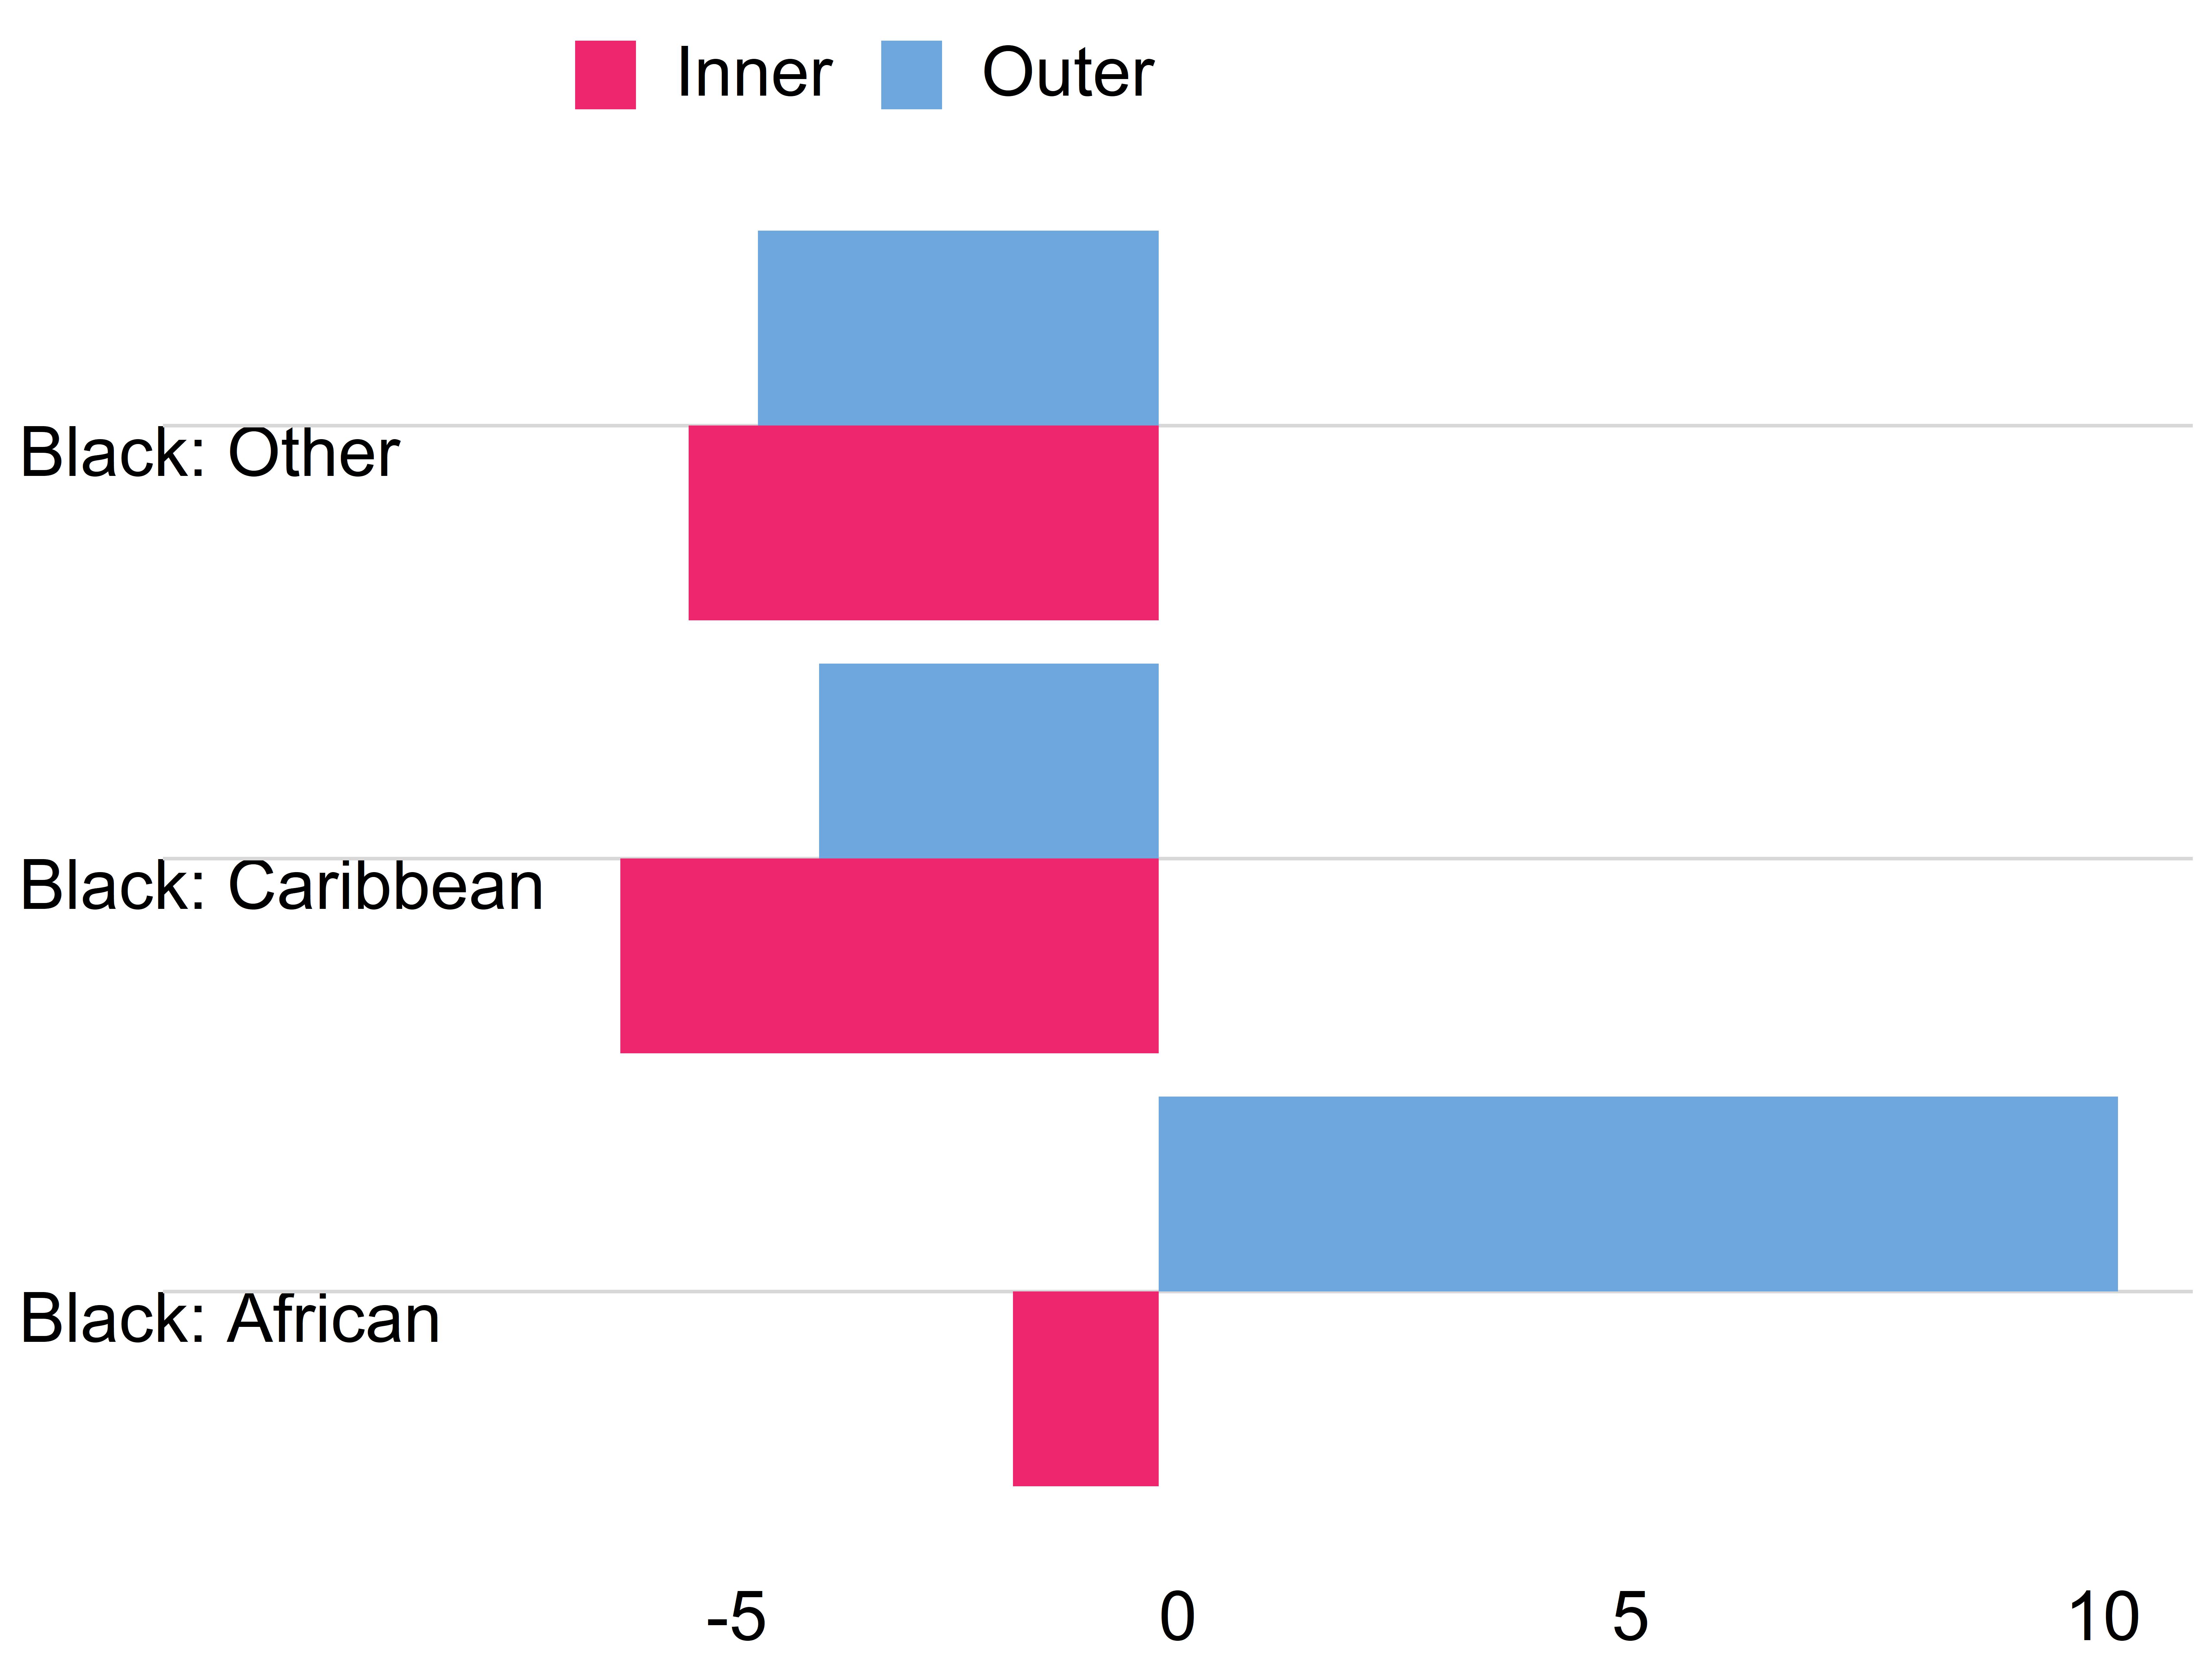 Inner Outer
Black: Other
Black: Caribbean
Black: African
-5 0 5 10